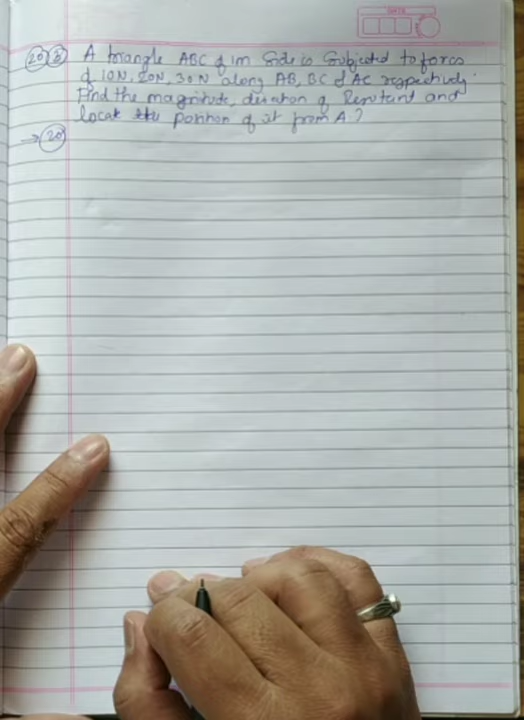 DATE
20 B A triangle ABC of 1m Side is Subjected to forces
of 10N, 20N, 30N along AB, BC & AC respectively.
Find the magnitude, direction of Resultant and
locate the position of it from A?
→ 20